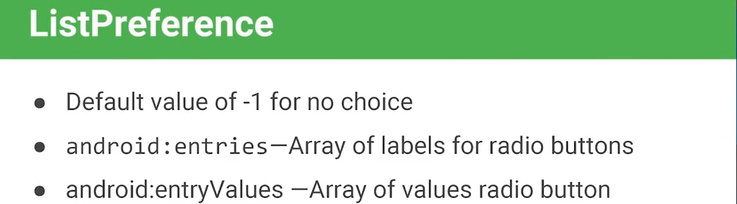 ListPreference
● Default value of -1 for no choice
● android:entries—Array of labels for radio buttons
● android:entryValues —Array of values radio button